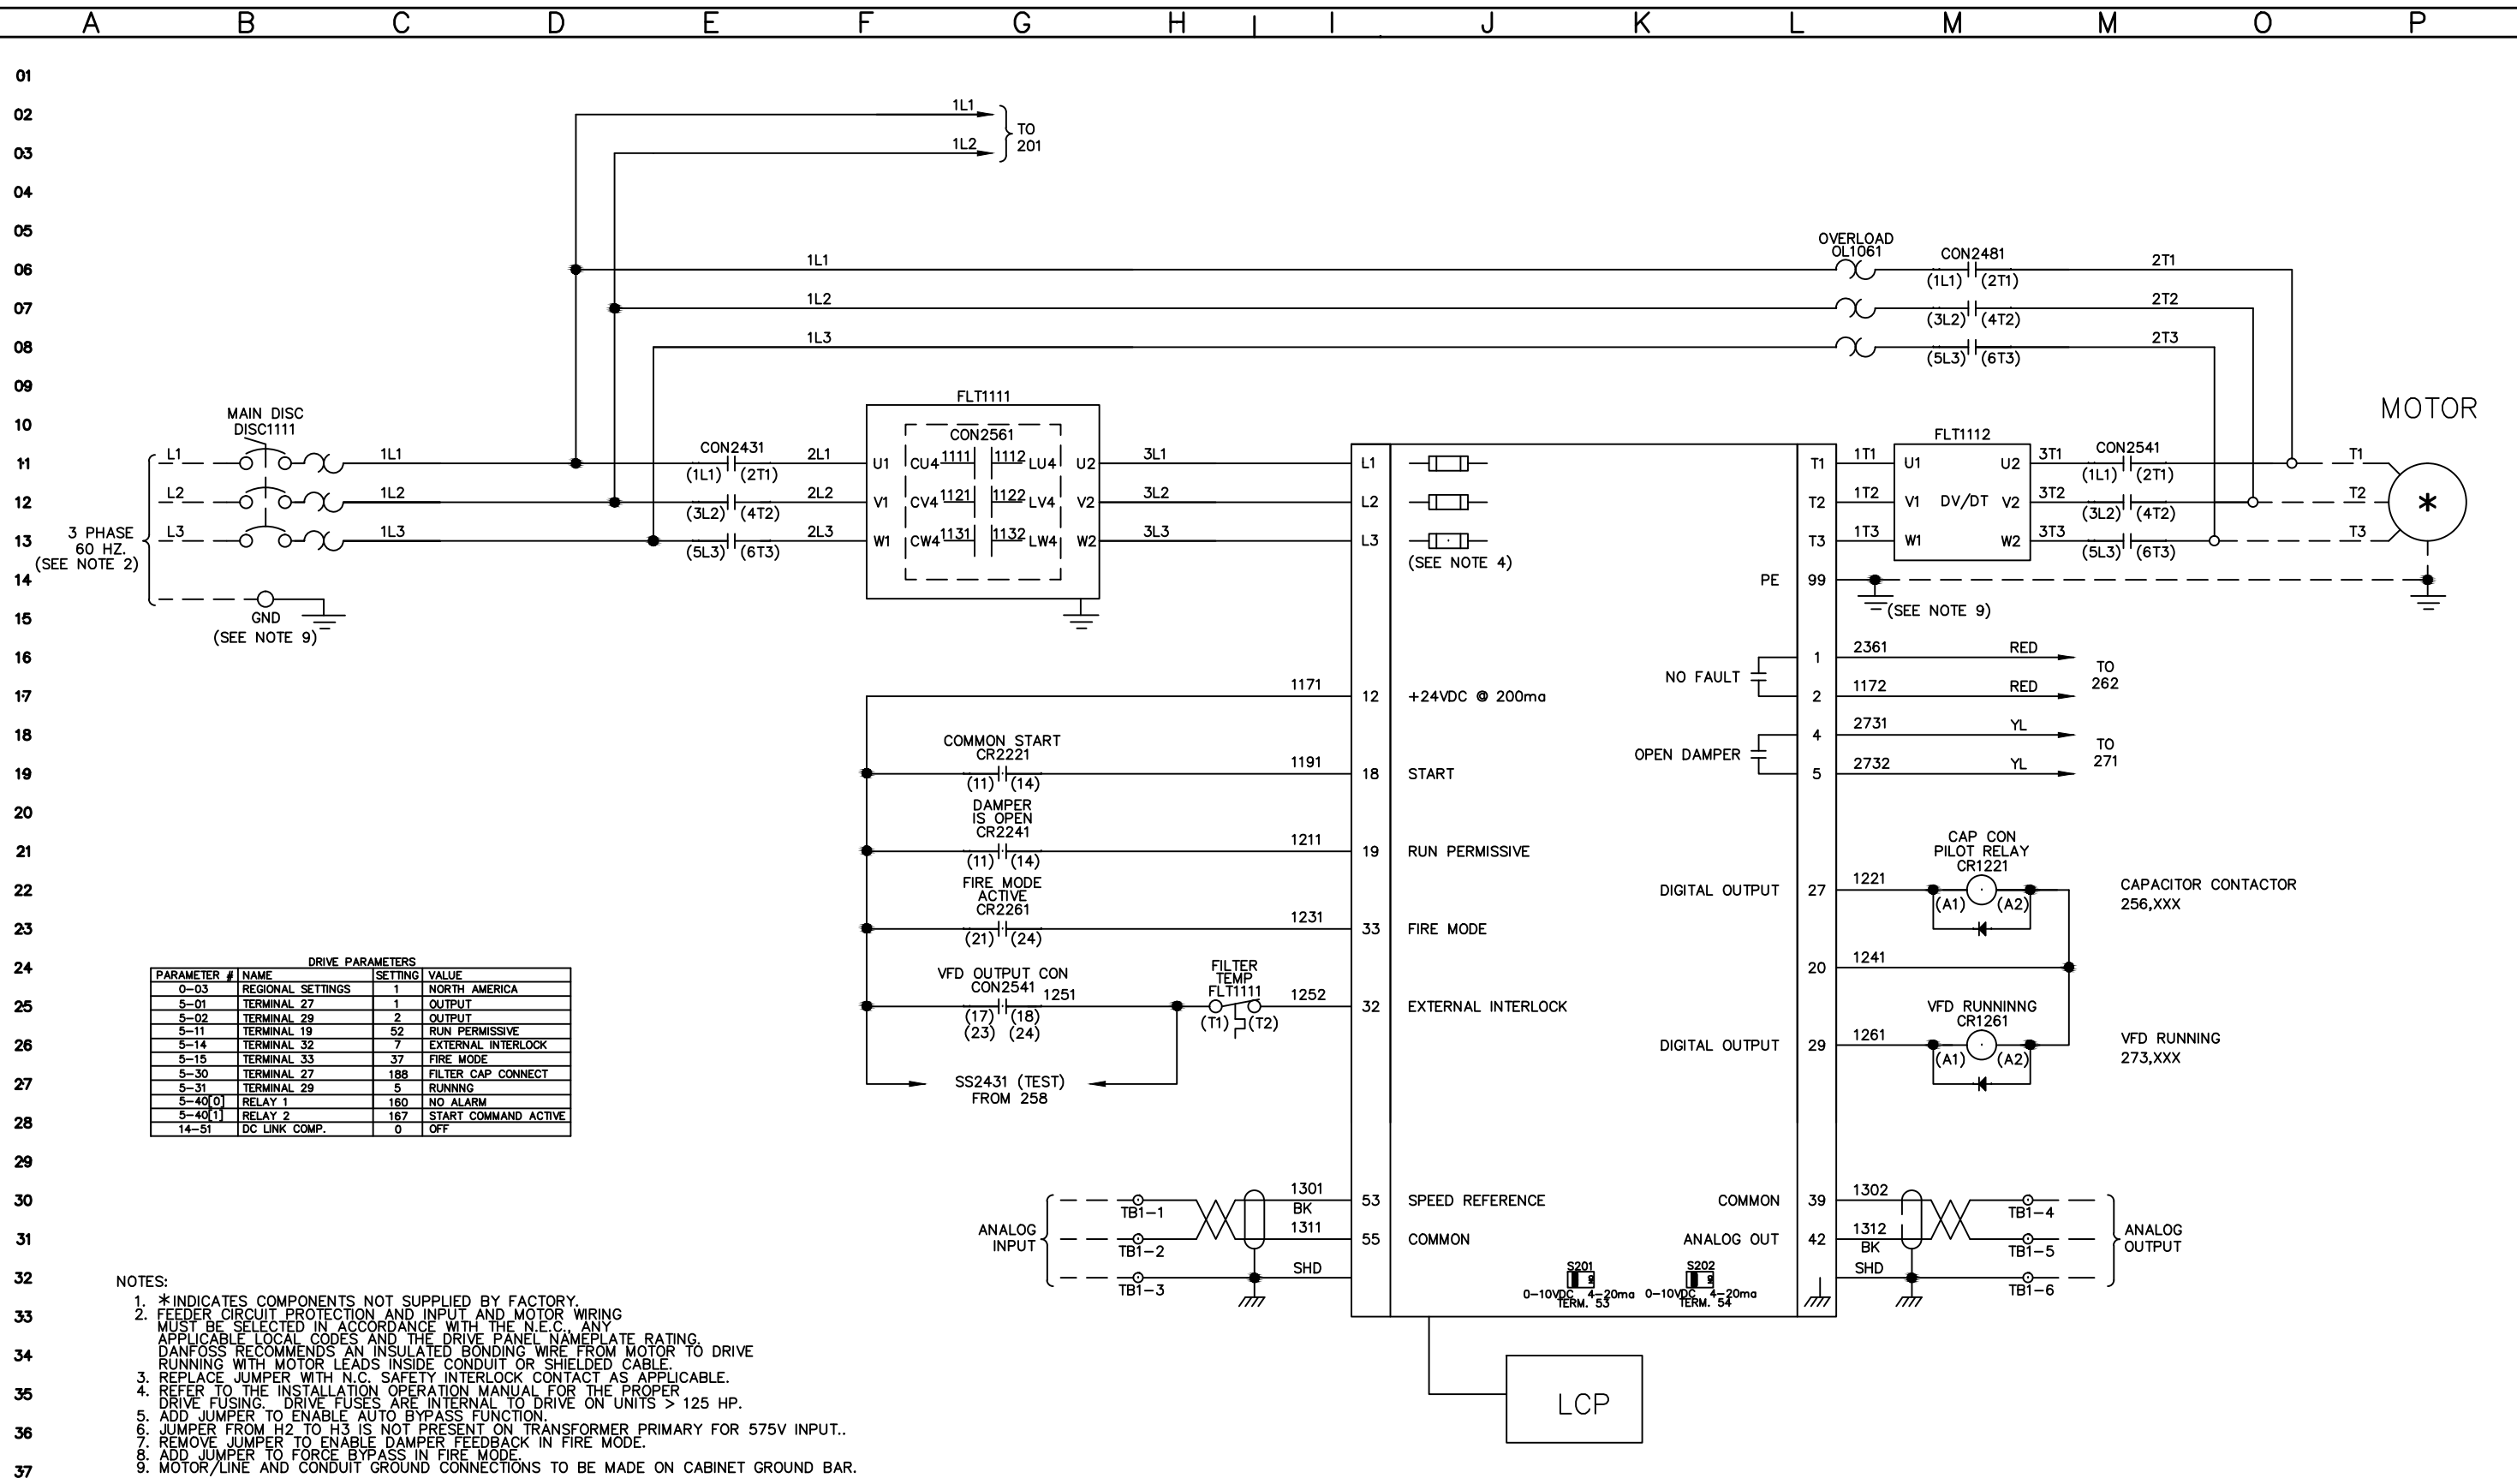 A B C D E F G H I J K L M M O P
01
02 1L1
TO
201
03 1L2
04
05
OVERLOAD
OL1061
CON2481
06 1L1 2T1
(1L1) (2T1)
07 1L2 2T2
(3L2) (4T2)
08 1L3 2T3
(5L3) (6T3)
09
FLT1111
MOTOR
10
MAIN DISC
DISC1111
CON2561
FLT1112
CON2431
CON2541
11 L1 1L1 2L1 U1 CU4 1111 1112 LU4 U2 3L1 L1 T1 1T1 U1 U2 3T1 T1
(1L1) (2T1)
(1L1) (2T1)
12 L2 1L2 2L2 V1 CV4 1121 1122 LV4 V2 3L2 L2 T2 1T2 V1 DV/DT V2 3T2 T2 *
(3L2) (4T2)
(3L2) (4T2)
13 L3 1L3 2L3 W1 CW4 1131 1132 LW4 W2 3L3 L3 T3 1T3 W1 W2 3T3 T3
(5L3) (6T3)
(5L3) (6T3)
3 PHASE
60 HZ.
(SEE NOTE 2)
(SEE NOTE 4)
14 PE 99
(SEE NOTE 9)
15 GND
(SEE NOTE 9)
16 1 2361 RED
NO FAULT
TO
262
17 1171 12 +24VDC @ 200ma 2 1172 RED
18 4 2731 YL
COMMON START
CR2221
OPEN DAMPER
TO
271
19 1191 18 START 5 2732 YL
(11) (14)
20 DAMPER
IS OPEN
CR2241
21 1211 19 RUN PERMISSIVE
(11) (14)
CAP CON
PILOT RELAY
CR1221
22 FIRE MODE
ACTIVE
CR2261
DIGITAL OUTPUT 27 1221
(A1) (A2)
CAPACITOR CONTACTOR
256,XXX
23 1231 33 FIRE MODE
(21) (24)
24 20 1241
VFD OUTPUT CON
CON2541
FILTER
TEMP
FLT1111
25 1251 1252 32 EXTERNAL INTERLOCK
(17) (18)
(23) (24)
(T1) (T2)
VFD RUNNINNG
CR1261
26 DIGITAL OUTPUT 29 1261
(A1) (A2)
VFD RUNNING
273,XXX
27 SS2431 (TEST)
FROM 258
28
DRIVE PARAMETERS
PARAMETER # NAME SETTING VALUE
0-03 REGIONAL SETTINGS 1 NORTH AMERICA
5-01 TERMINAL 27 1 OUTPUT
5-02 TERMINAL 29 2 OUTPUT
5-11 TERMINAL 19 52 RUN PERMISSIVE
5-14 TERMINAL 32 7 EXTERNAL INTERLOCK
5-15 TERMINAL 33 37 FIRE MODE
5-30 TERMINAL 27 188 FILTER CAP CONNECT
5-31 TERMINAL 29 5 RUNNNG
5-40[0] RELAY 1 160 NO ALARM
5-40[1] RELAY 2 167 START COMMAND ACTIVE
14-51 DC LINK COMP. 0 OFF
29
30 TB1-1 1301 53 SPEED REFERENCE COMMON 39 1302 TB1-4
BK
ANALOG
INPUT
ANALOG
OUTPUT
31 TB1-2 1311 55 COMMON ANALOG OUT 42 1312 TB1-5
BK
32 TB1-3 SHD SHD TB1-6
S201 S202
0-10VDC 4-20ma 0-10VDC 4-20ma
TERM. 53 TERM. 54
33
34
35
36
37
LCP
NOTES:
1. *INDICATES COMPONENTS NOT SUPPLIED BY FACTORY.
2. FEEDER CIRCUIT PROTECTION AND INPUT AND MOTOR WIRING
MUST BE SELECTED IN ACCORDANCE WITH THE N.E.C., ANY
APPLICABLE LOCAL CODES AND THE DRIVE PANEL NAMEPLATE RATING.
DANFOSS RECOMMENDS AN INSULATED BONDING WIRE FROM MOTOR TO DRIVE
RUNNING WITH MOTOR LEADS INSIDE CONDUIT OR SHIELDED CABLE.
3. REPLACE JUMPER WITH N.C. SAFETY INTERLOCK CONTACT AS APPLICABLE.
4. REFER TO THE INSTALLATION OPERATION MANUAL FOR THE PROPER
DRIVE FUSING. DRIVE FUSES ARE INTERNAL TO DRIVE ON UNITS > 125 HP.
5. ADD JUMPER TO ENABLE AUTO BYPASS FUNCTION.
6. JUMPER FROM H2 TO H3 IS NOT PRESENT ON TRANSFORMER PRIMARY FOR 575V INPUT..
7. REMOVE JUMPER TO ENABLE DAMPER FEEDBACK IN FIRE MODE.
8. ADD JUMPER TO FORCE BYPASS IN FIRE MODE.
9. MOTOR/LINE AND CONDUIT GROUND CONNECTIONS TO BE MADE ON CABINET GROUND BAR.